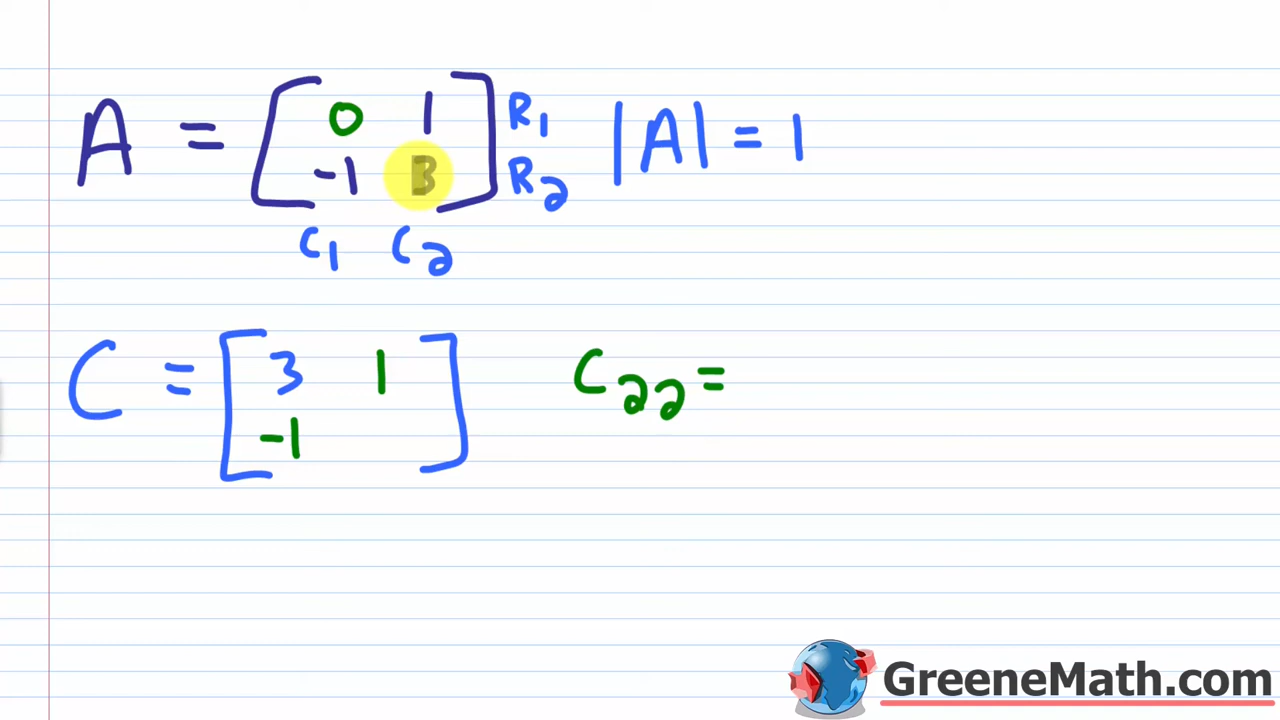 A = [ 0 1 ] R1 |A| = 1
[ -1 3 ] R2
C1 C2
C = [ 3 1 ] C22 =
[ -1 ]
GreeneMath.com